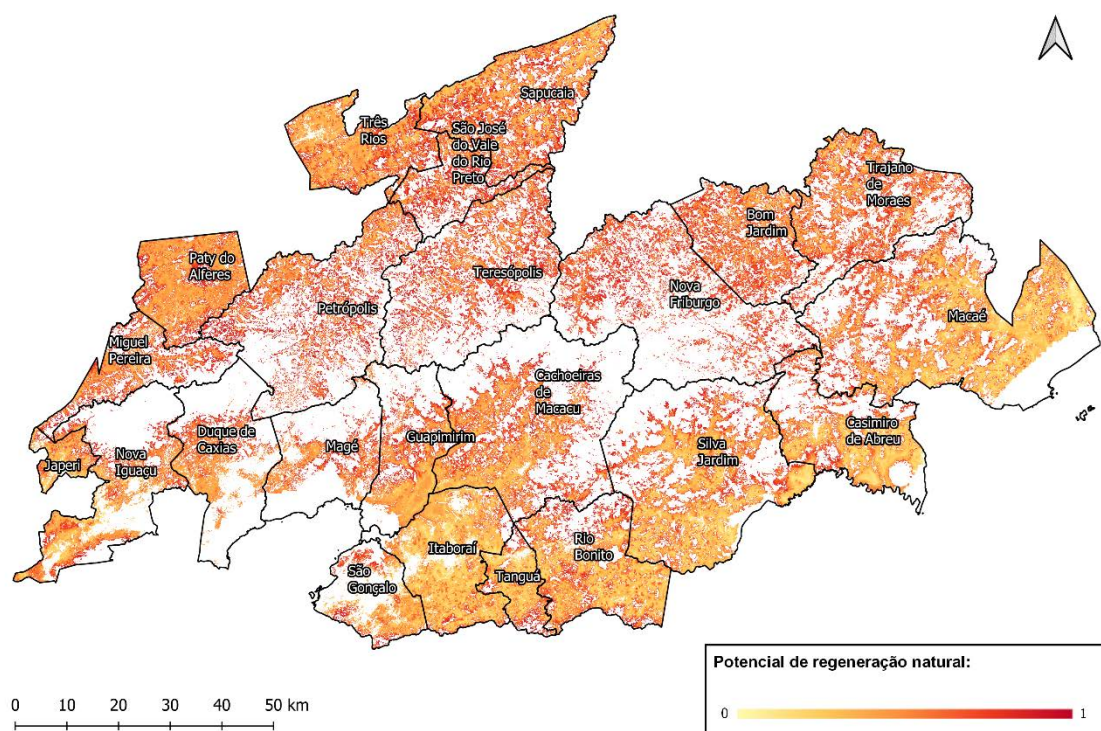 Sapucaia
Três
Rios
São José
do Vale
do Rio
Preto
Trajano
de
Moraes
Bom
Jardim
Paty do
Alferes
Teresópolis
Nova
Friburgo
Petrópolis
Macaé
Miguel
Pereira
Cachoeiras
de
Macacu
Casimiro
de Abreu
Duque de
Caxias
Guapimirim
Magé
Silva
Jardim
Japeri
Nova
Iguaçu
Itaboraí
Rio
Bonito
São
Gonçalo
Tanguá
Potencial de regeneração natural:
0 1
0 10 20 30 40 50 km